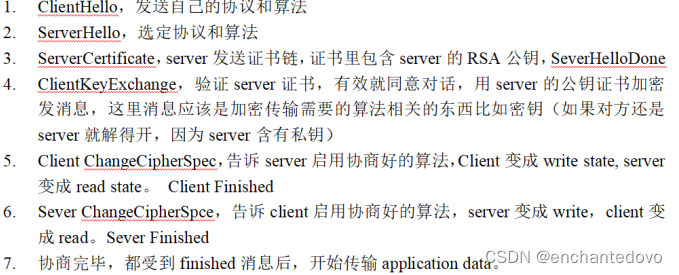 1. ClientHello，发送自己的协议和算法
2. ServerHello，选定协议和算法
3. ServerCertificate，server 发送证书链，证书里包含 server 的 RSA 公钥，SeverHelloDone
4. ClientKeyExchange，验证 server 证书，有效就同意对话，用 server 的公钥证书加密
发消息，这里消息应该是加密传输需要的算法相关的东西比如密钥（如果对方还是
server 就解得开，因为 server 含有私钥）
5. Client ChangeCipherSpec，告诉 server 启用协商好的算法，Client 变成 write state, server
变成 read state。 Client Finished
6. Sever ChangeCipherSpce，告诉 client 启用协商好的算法，server 变成 write，client 变
成 read。Sever Finished
7. 协商完毕，都受到 finished 消息后，开始传输 application data。
CSDN @enchantedovo